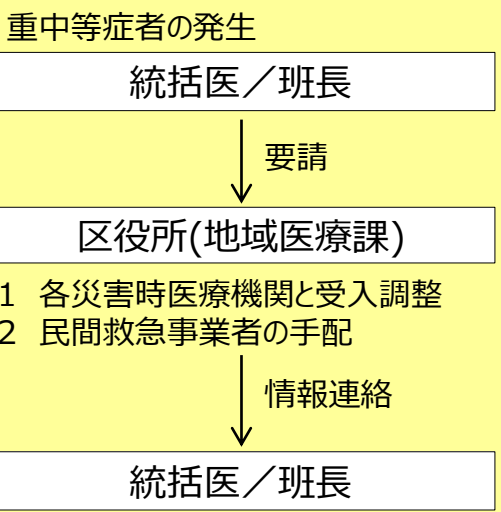 重中等症者の発生
統括医／班長
要請
区役所(地域医療課)
1 各災害時医療機関と受入調整
2 民間救急事業者の手配
情報連絡
統括医／班長